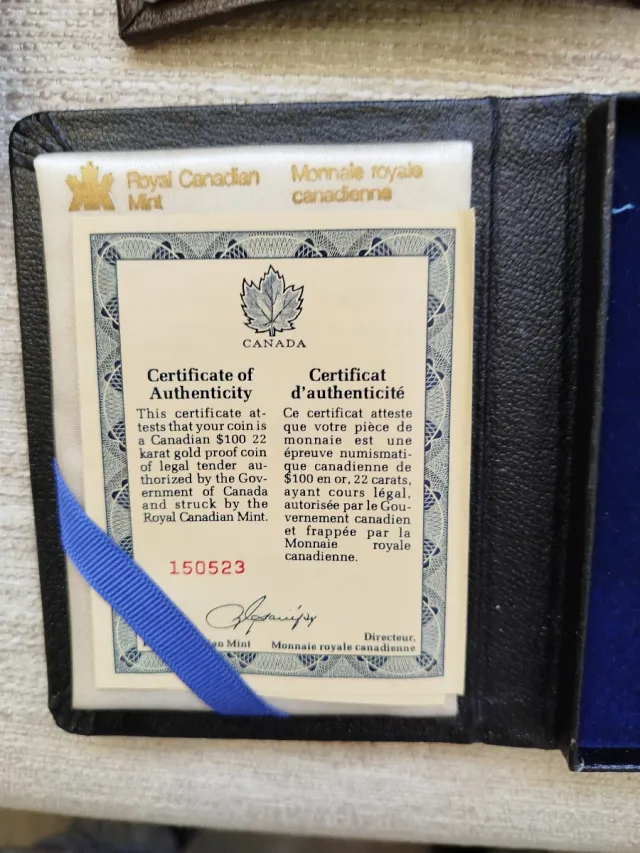 Royal Canadian
Mint
Monnaie royale
canadienne
CANADA
Certificate of
Authenticity
This certificate at-
tests that your coin is
a Canadian $100 22
karat gold proof coin
of legal tender au-
thorized by the Gov-
ernment of Canada
and struck by the
Royal Canadian Mint.
Certificat
d'authenticité
Ce certificat atteste
que votre pièce de
monnaie est une
épreuve numismati-
que canadienne de
$100 en or, 22 carats,
ayant cours légal,
autorisée par le Gou-
vernement canadien
et frappée par la
Monnaie royale
canadienne.
150523
Mint
Directeur,
Monnaie royale canadienne